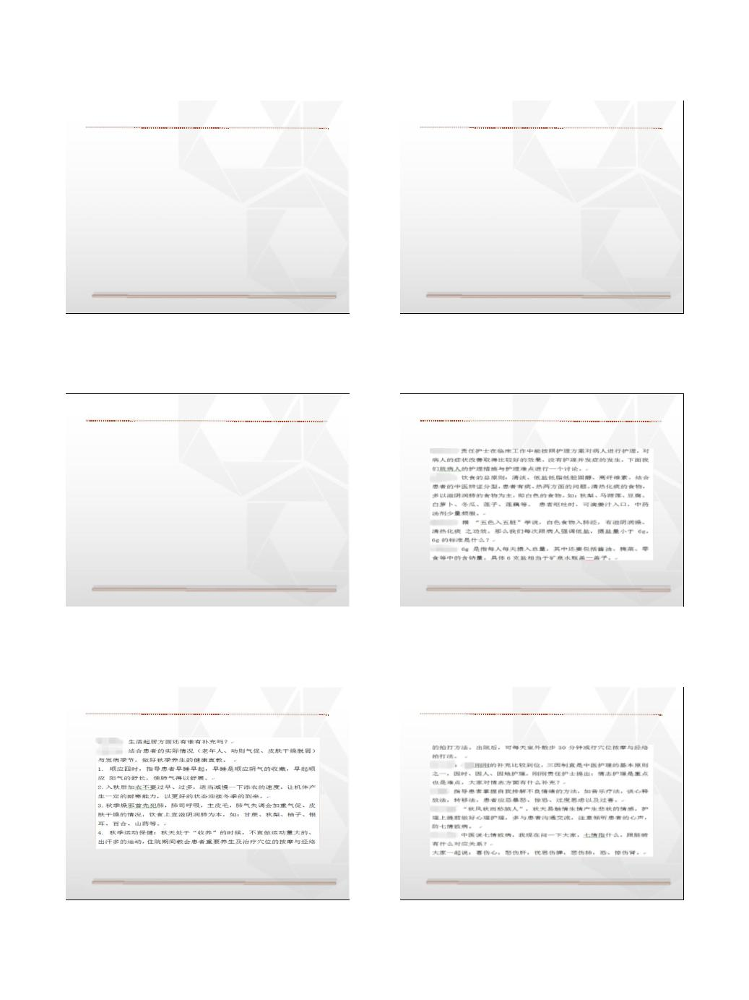 责任护士在临床工作中能按照护理方案对病人进行护理，对
病人的症状改善取得比较好的效果，没有护理并发症的发生，下面我
们就病人的护理措施与护理难点进行一个讨论。
饮食的总原则：清淡、低盐低脂低胆固醇、高纤维素。结合
患者的中医辨证分型，患者有痰、热两方面的问题，清热化痰的食物，
多以滋阴润肺的食物为主，即白色的食物，如：秋梨、马蹄莲、豆腐、
白萝卜、冬瓜、莲子、莲藕等。 患者呕吐时，可滴姜汁入口，中药
汤剂少量频服。
据 “五色入五脏”学说，白色食物入肺经，有滋阴润燥、
清热化痰 之功效。那么我们每次跟病人强调低盐，摄盐量小于 6g，
6g 的标准是什么？
6g 是指每人每天摄入总量，其中还要包括酱油、腌菜、零
食等中的含钠量。具体 6 克盐相当于矿泉水瓶盖一盖子。
生活起居方面还有谁有补充吗？
结合患者的实际情况（老年人、动则气促、皮肤干燥脱屑）
与发病季节，做好秋季养生的健康宣教。
1. 顺应四时，指导患者早睡早起，早睡是顺应阴气的收藏，早起顺
应 阳气的舒长，使肺气得以舒展。
2.入秋后加衣不要过早、过多，适当减慢一下添衣的速度，让机体产
生一定的耐寒能力，以更好的状态迎接冬季的到来。
3.秋季燥邪首先犯肺，肺司呼吸，主皮毛，肺气失调会加重气促、皮
肤干燥的情况，饮食上宜滋阴润肺为本，如：甘蔗、秋梨、柚子、银
耳、百合、山药等。
4. 秋季运动保健：秋天处于“收养”的时候，不宜做运动量大的、
出汗多的运动，住院期间教会患者重要养生及治疗穴位的按摩与经络
的拍打方法。出院后，可每天室外散步 30 分钟或行穴位按摩与经络
拍打法。
： 刚刚的补充比较到位，三因制宜是中医护理的基本原则
之一，因时、因人、因地护理。刚刚责任护士提出：情志护理是重点
也是难点，大家对情志方面有什么补充？
指导患者掌握自我排解不良情绪的方法，如音乐疗法，谈心释
放法，转移法。患者应忌暴怒、惊恐、过度思虑以及过喜。
“秋风秋雨愁煞人”，秋天易触情生情产生悲秋的情感，护
理上提前做好心理护理，多与患者沟通交流，注意倾听患者的心声，
防七情致病。
中医说七情致病，我现在问一下大家，七情指什么，跟脏腑
有什么对应关系？
大家一起说：喜伤心，怒伤肝，忧思伤脾，悲伤肺，恐、惊伤肾。